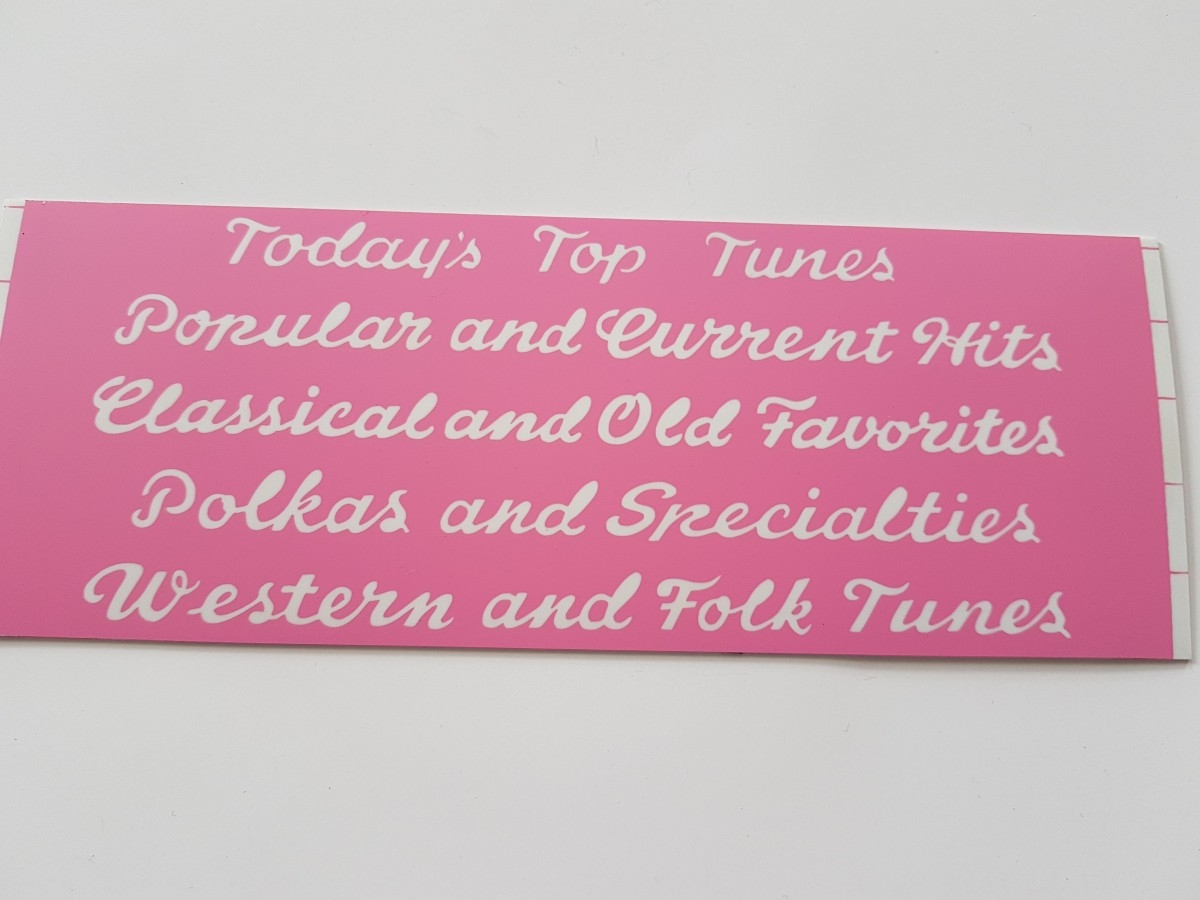 Today's Top Tunes
Popular and Current Hits
Classical and Old Favorites
Polkas and Specialties
Western and Folk Tunes